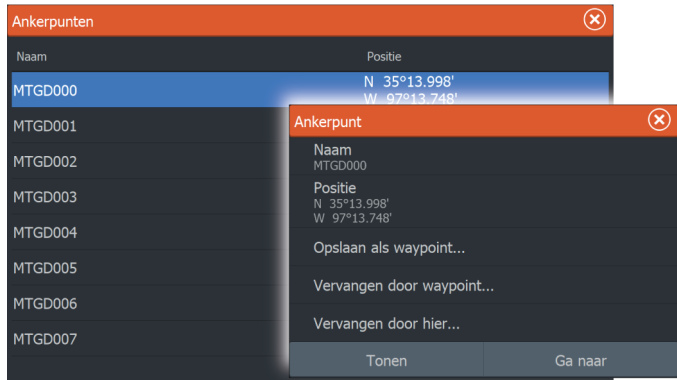 Ankerpunten
Naam Positie
MTGD000 N 35°13.998'
W 97°13.748'
MTGD001
MTGD002
MTGD003
MTGD004
MTGD005
MTGD006
MTGD007
Ankerpunt
Naam
MTGD000
Positie
N 35°13.998'
W 97°13.748'
Opslaan als waypoint...
Vervangen door waypoint...
Vervangen door hier...
Tonen Ga naar